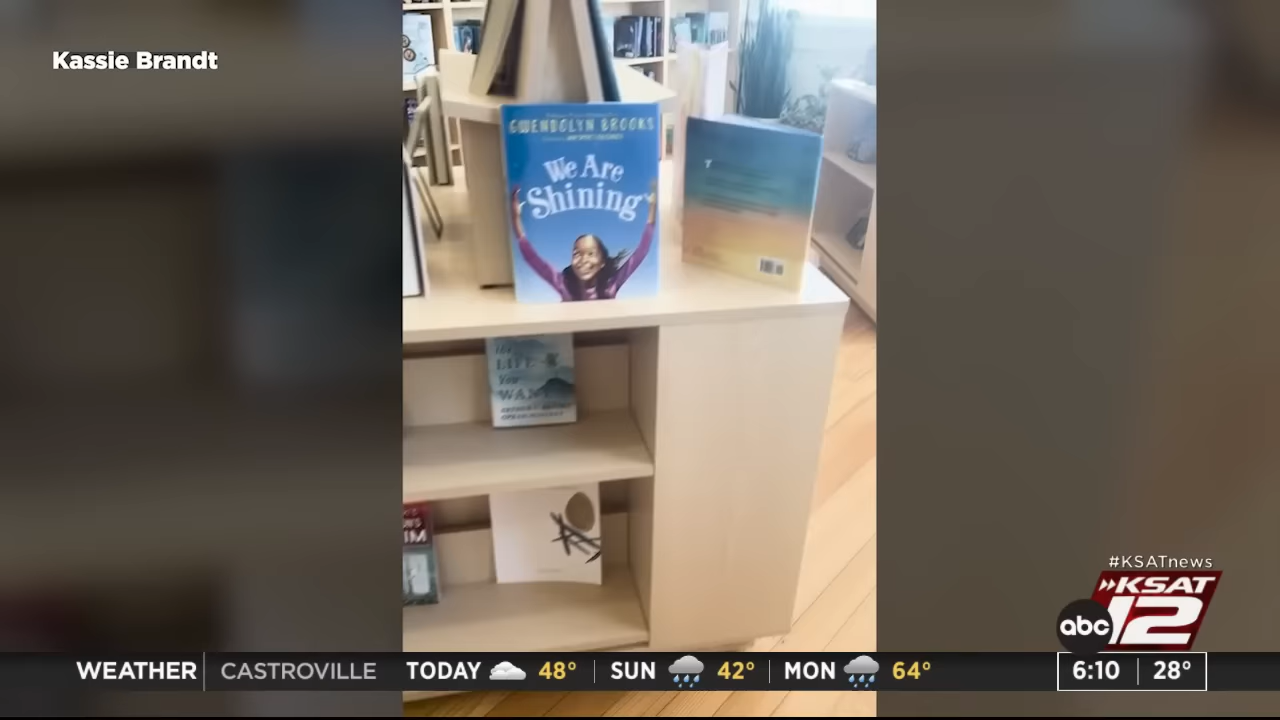 Kassie Brandt
GWENDOLYN BROOKS
We Are
Shining
LIFE
You
WANT
#KSATnews
KSAT
abc 12
WEATHER CASTROVILLE TODAY 48° SUN 42° MON 64° 6:10 28°